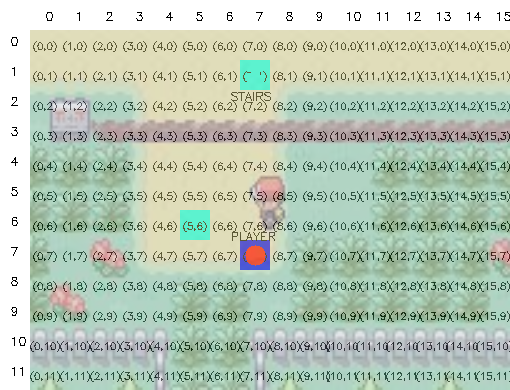 0 1 2 3 4 5 6 7 8 9 10 11 12 13 14 15
0 (0,0) (1,0) (2,0) (3,0) (4,0) (5,0) (6,0) (7,0) (8,0) (9,0) (10,0) (11,0) (12,0) (13,0) (14,0) (15,0)
1 (0,1) (1,1) (2,1) (3,1) (4,1) (5,1) (6,1) (8,1) (9,1) (10,1) (11,1) (12,1) (13,1) (14,1) (15,1)
STAIRS
2 (0,2) (1,2) (2,2) (3,2) (4,2) (5,2) (6,2) (7,2) (8,2) (9,2) (10,2) (11,2) (12,2) (13,2) (14,2) (15,2)
3 (0,3) (1,3) (2,3) (3,3) (4,3) (5,3) (6,3) (7,3) (8,3) (9,3) (10,3) (11,3) (12,3) (13,3) (14,3) (15,3)
4 (0,4) (1,4) (2,4) (3,4) (4,4) (5,4) (6,4) (7,4) (8,4) (9,4) (10,4) (11,4) (12,4) (13,4) (14,4) (15,4)
5 (0,5) (1,5) (2,5) (3,5) (4,5) (5,5) (6,5) (7,5) (8,5) (9,5) (10,5) (11,5) (12,5) (13,5) (14,5) (15,5)
6 (0,6) (1,6) (2,6) (3,6) (4,6) (5,6) (6,6) (7,6) (8,6) (9,6) (10,6) (11,6) (12,6) (13,6) (14,6) (15,6)
PLAYER
7 (0,7) (1,7) (2,7) (3,7) (4,7) (5,7) (6,7) (8,7) (9,7) (10,7) (11,7) (12,7) (13,7) (14,7) (15,7)
8 (0,8) (1,8) (2,8) (3,8) (4,8) (5,8) (6,8) (7,8) (8,8) (9,8) (10,8) (11,8) (12,8) (13,8) (14,8) (15,8)
9 (0,9) (1,9) (2,9) (3,9) (4,9) (5,9) (6,9) (7,9) (8,9) (9,9) (10,9) (11,9) (12,9) (13,9) (14,9) (15,9)
10 (0,10) (1,10) (2,10) (3,10) (4,10) (5,10) (6,10) (7,10) (8,10) (9,10) (10,10) (11,10) (12,10) (13,10) (14,10) (15,10)
11 (0,11) (1,11) (2,11) (3,11) (4,11) (5,11) (6,11) (7,11) (8,11) (9,11) (10,11) (11,11) (12,11) (13,11) (14,11) (15,11)